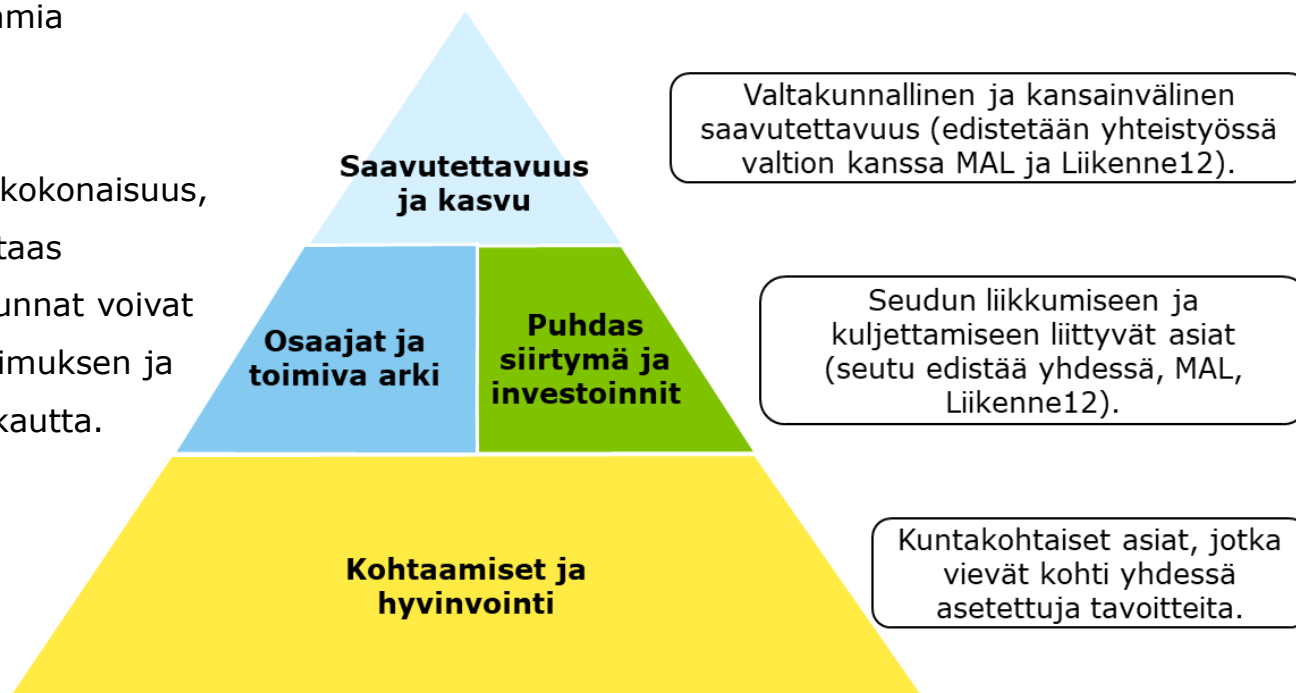 amia
kokonaisuus,
taas
unnat voivat
imuksen ja
kautta.
Saavutettavuus
ja kasvu
Osaajat ja
toimiva arki
Puhdas
siirtymä ja
investoinnit
Kohtaamiset ja
hyvinvointi
Valtakunnallinen ja kansainvälinen
saavutettavuus (edistetään yhteistyössä
valtion kanssa MAL ja Liikenne12).
Seudun liikkumiseen ja
kuljettamiseen liittyvät asiat
(seutu edistää yhdessä, MAL,
Liikenne12).
Kuntakohtaiset asiat, jotka
vievät kohti yhdessä
asetettuja tavoitteita.